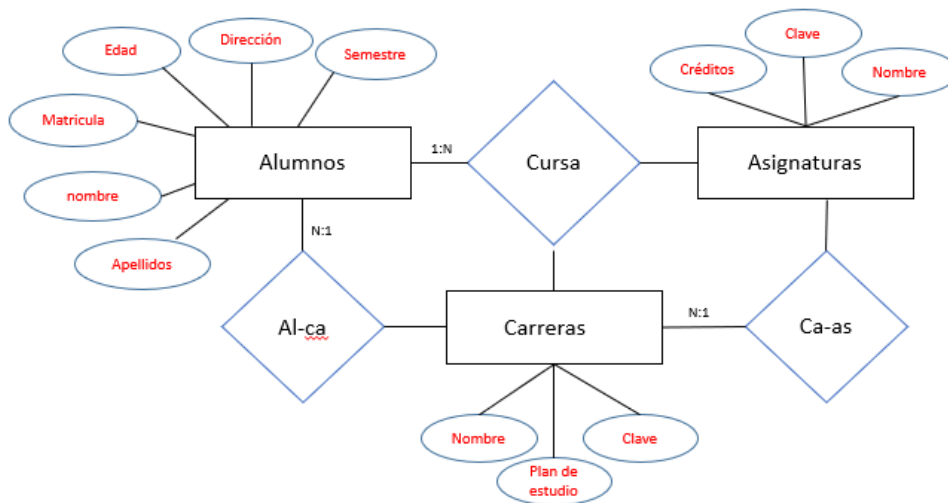 Dirección
Edad
Semestre
Clave
Créditos
Nombre
Matricula
Alumnos
1:N
Cursa
Asignaturas
nombre
N:1
Apellidos
Al-ca
Carreras
N:1
Ca-as
Nombre
Clave
Plan de
estudio